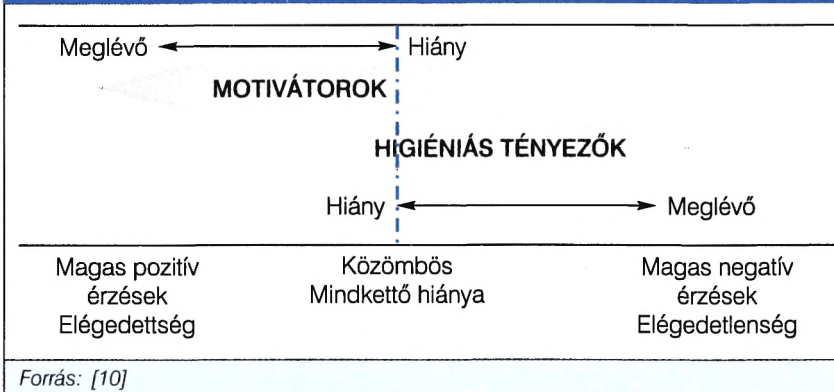 Meglévő Hiány
MOTIVÁTOROK
HIGIÉNIÁS TÉNYEZŐK
Hiány Meglévő
Magas pozitív
érzések
Elégedettség
Közömbös
Mindkettő hiánya
Magas negatív
érzések
Elégedetlenség
Forrás: [10]